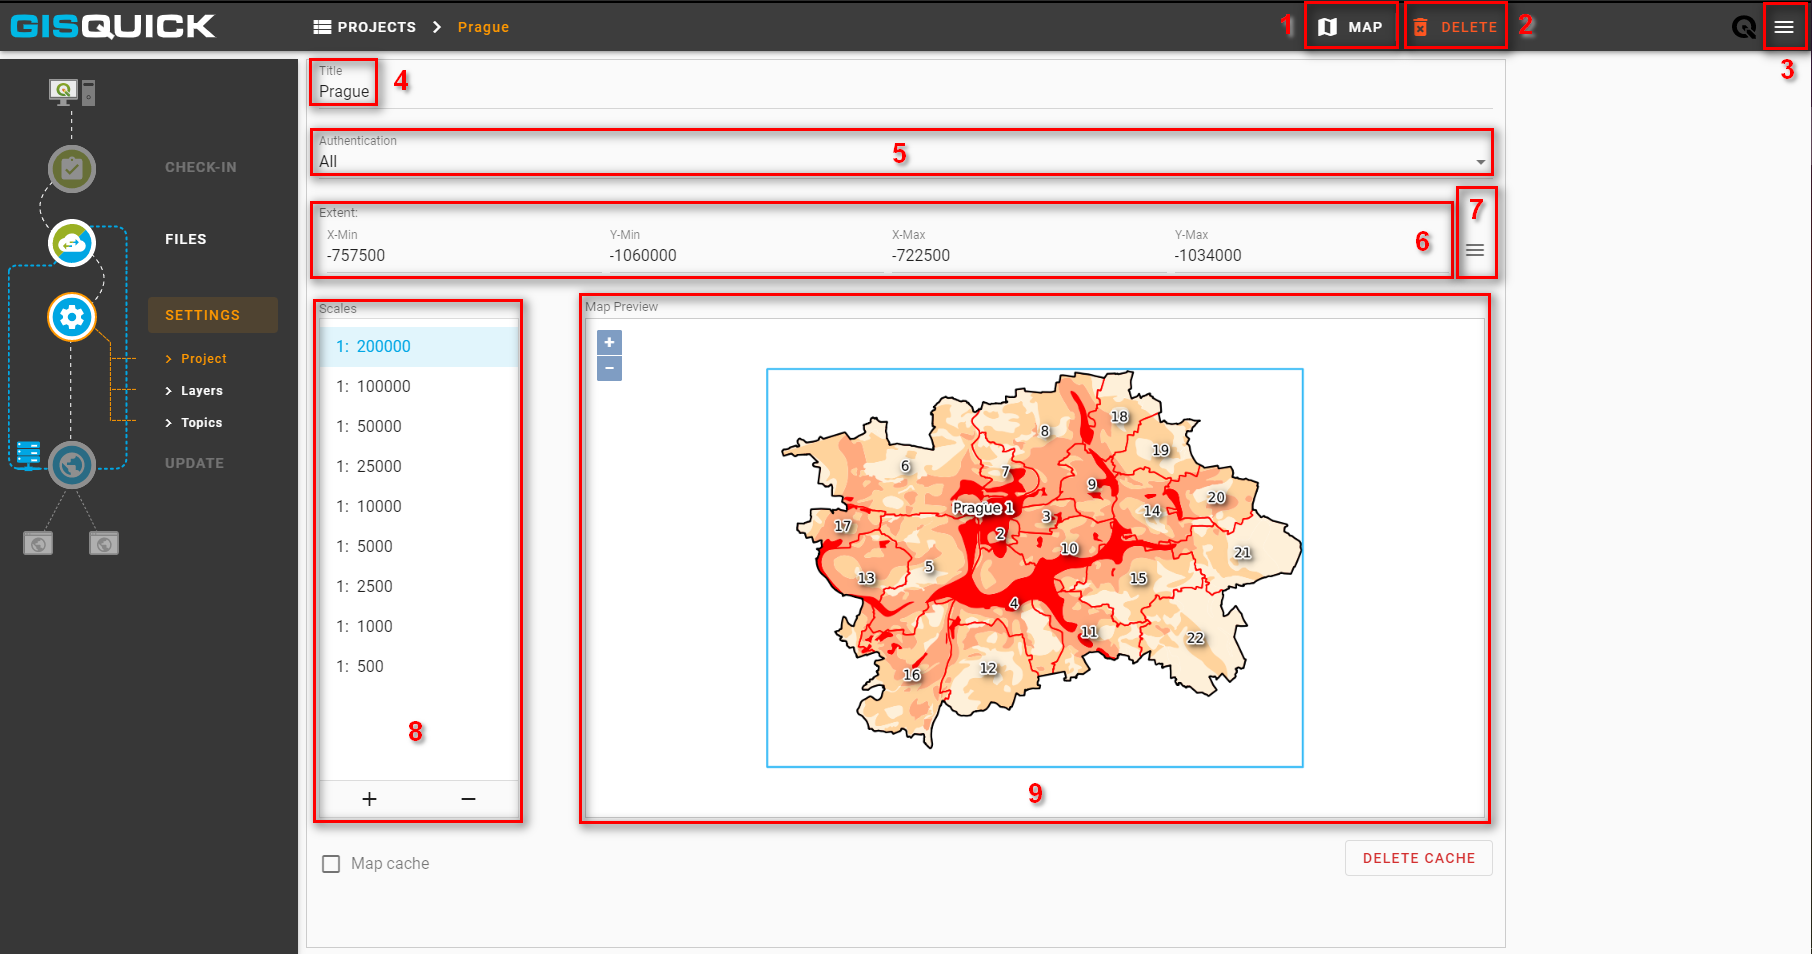 GISQUICK
PROJECTS > Prague
1 MAP
DELETE 2
3
Title
Prague
4
Authentication
All
5
Extent:
X-Min Y-Min X-Max Y-Max
-757500 -1060000 -722500 -1034000
6
7
CHECK-IN
FILES
SETTINGS
> Project
> Layers
> Topics
UPDATE
Scales
1: 200000
1: 100000
1: 50000
1: 25000
1: 10000
1: 5000
1: 2500
1: 1000
1: 500
8
+ −
Map Preview
+
−
18
8
19
6
7
9
20
Prague 1
3
14
17
2
10
21
5
13
15
4
11
22
12
16
9
Map cache
DELETE CACHE